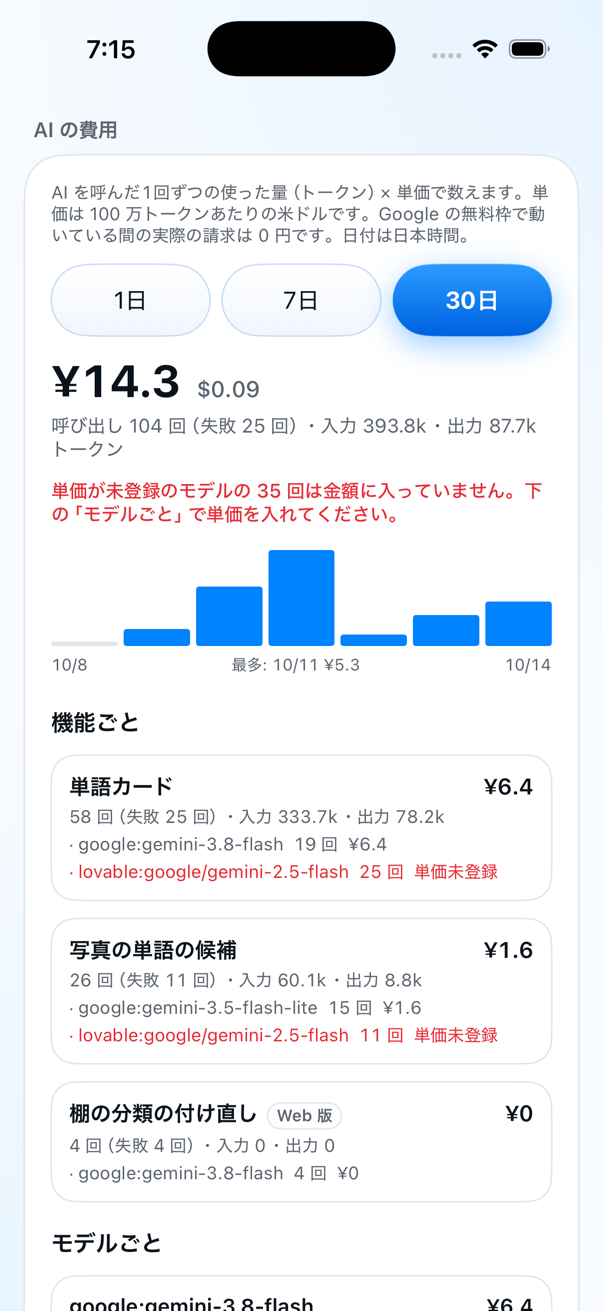 7:15
AI の費用
AI を呼んだ1回ずつの使った量（トークン）× 単価で数えます。単
価は 100 万トークンあたりの米ドルです。Google の無料枠で動
いている間の実際の請求は 0 円です。日付は日本時間。
1日 7日 30日
¥14.3 $0.09
呼び出し 104 回（失敗 25 回）・入力 393.8k・出力 87.7k
トークン
単価が未登録のモデルの 35 回は金額に入っていません。下
の「モデルごと」で単価を入れてください。
10/8 最多: 10/11 ¥5.3 10/14
機能ごと
単語カード ¥6.4
58 回（失敗 25 回）・入力 333.7k・出力 78.2k
· google:gemini-3.8-flash 19 回 ¥6.4
· lovable:google/gemini-2.5-flash 25 回 単価未登録
写真の単語の候補 ¥1.6
26 回（失敗 11 回）・入力 60.1k・出力 8.8k
· google:gemini-3.5-flash-lite 15 回 ¥1.6
· lovable:google/gemini-2.5-flash 11 回 単価未登録
棚の分類の付け直し Web 版 ¥0
4 回（失敗 4 回）・入力 0・出力 0
· google:gemini-3.8-flash 4 回 ¥0
モデルごと
google:gemini-3.8-flash ¥6.4